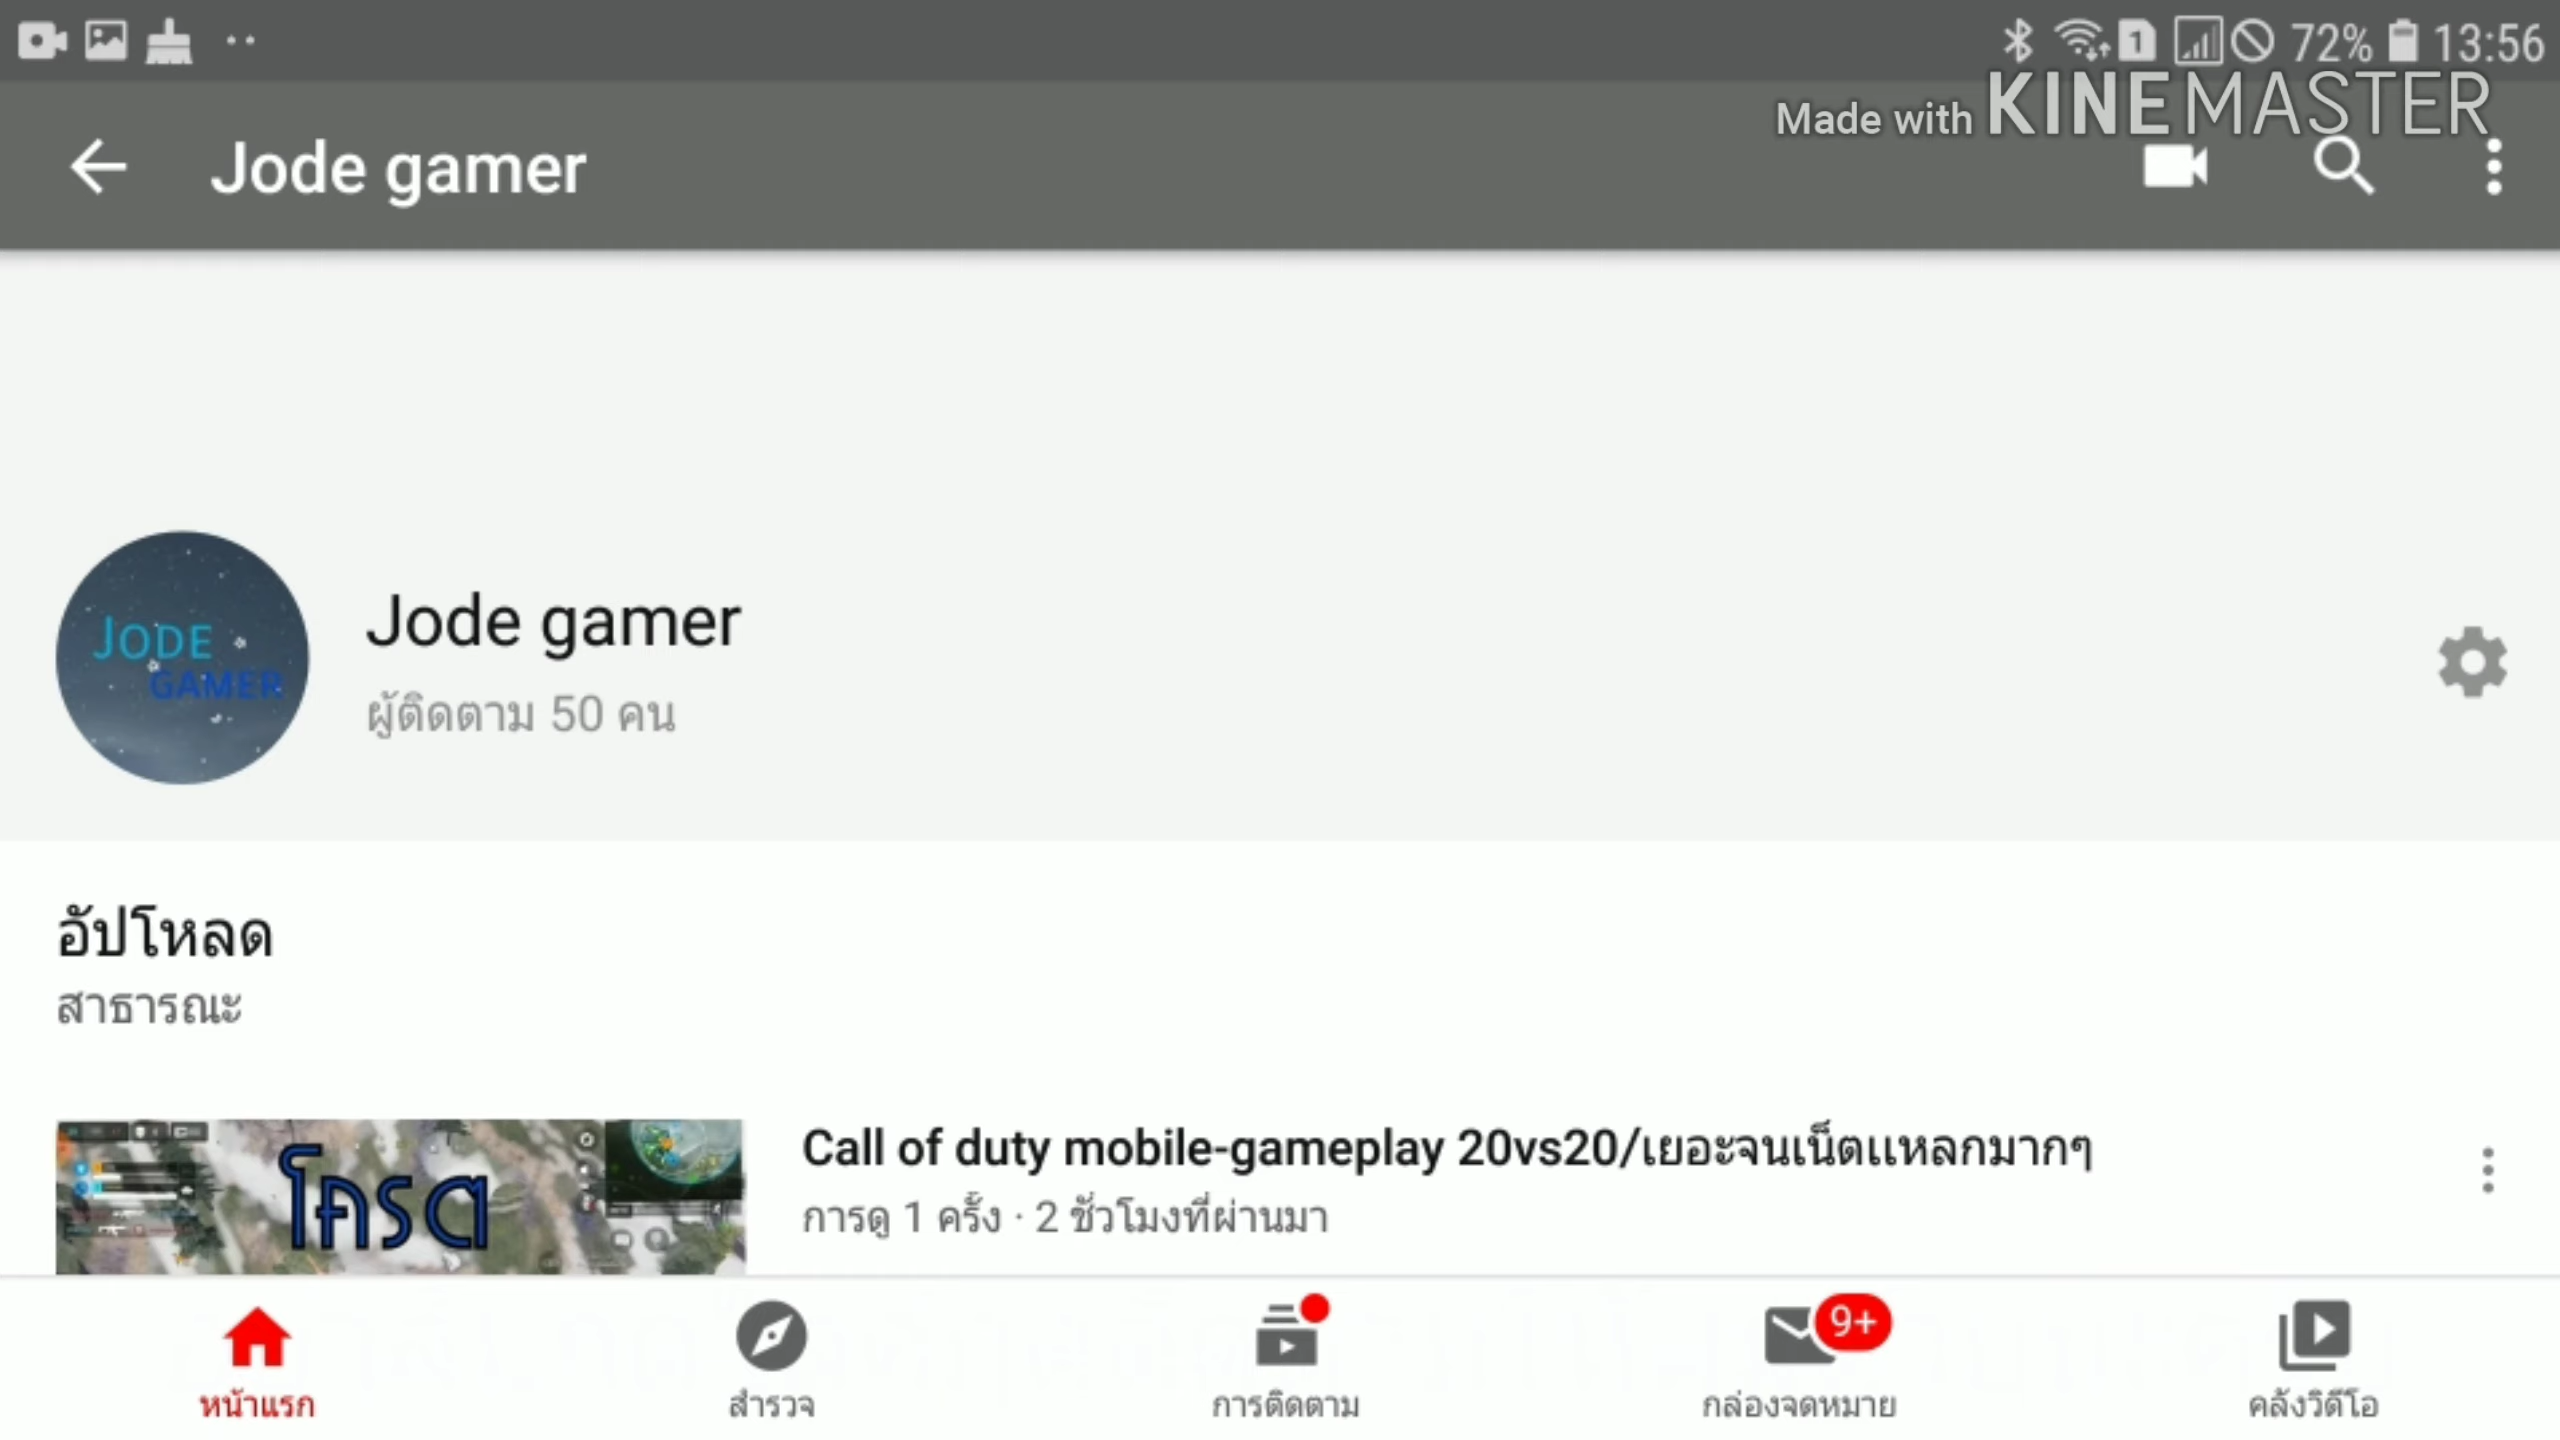 72% 13:56
Made with KINEMASTER
Jode gamer
JODE
GAMER
Jode gamer
ผู้ติดตาม 50 คน
อัปโหลด
สาธารณะ
โครต
Call of duty mobile-gameplay 20vs20/เยอะจนเน็ตแหลกมากๆ
การดู 1 ครั้ง · 2 ชั่วโมงที่ผ่านมา
9+
หน้าแรก
สำรวจ
การติดตาม
กล่องจดหมาย
คลังวิดีโอ